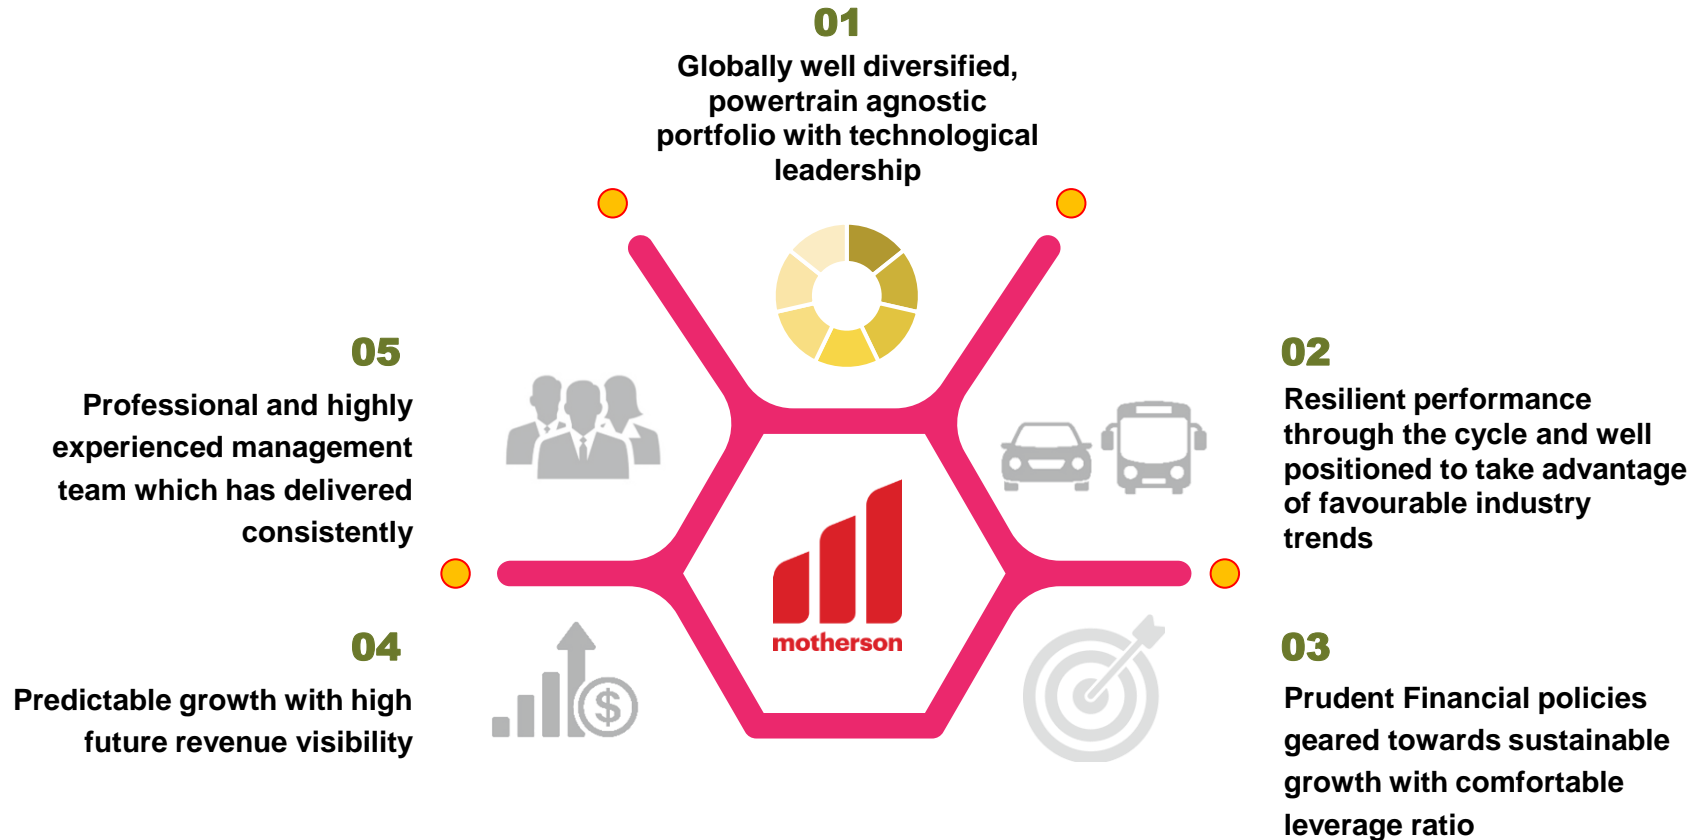 01
Globally well diversified,
powertrain agnostic
portfolio with technological
leadership
02
Resilient performance
through the cycle and well
positioned to take advantage
of favourable industry
trends
03
Prudent Financial policies
geared towards sustainable
growth with comfortable
leverage ratio
04
Predictable growth with high
future revenue visibility
$
05
Professional and highly
experienced management
team which has delivered
consistently
motherson